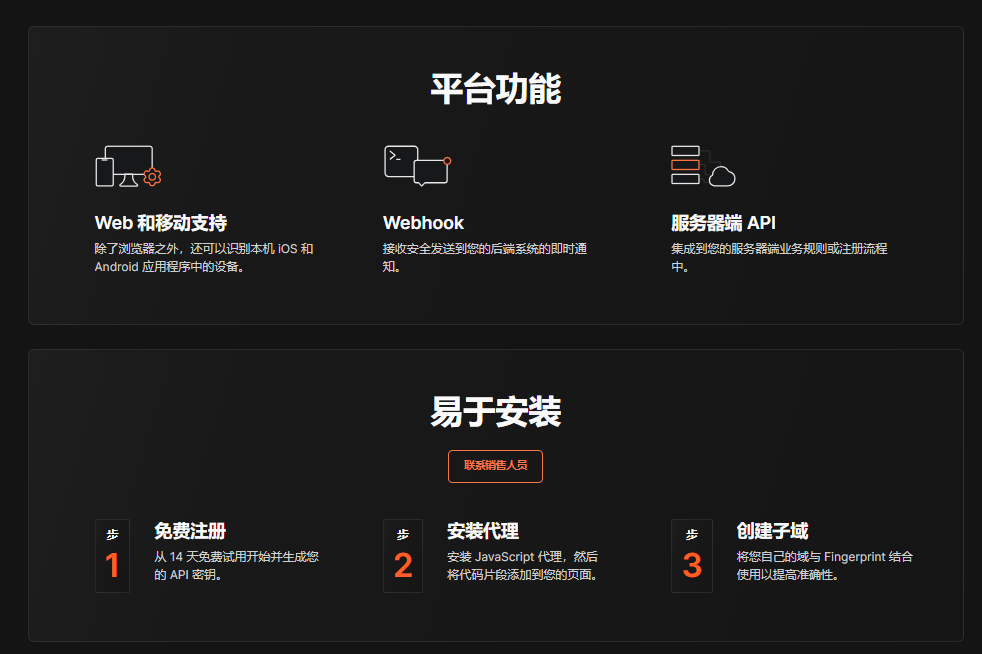 平台功能
Web 和移动支持
除了浏览器之外，还可以识别本机 iOS 和
Android 应用程序中的设备。
Webhook
接收安全发送到您的后端系统的即时通
知。
服务器端 API
集成到您的服务器端业务规则或注册流程
中。
易于安装
联系销售人员
步
1
免费注册
从 14 天免费试用开始并生成您
的 API 密钥。
步
2
安装代理
安装 JavaScript 代理，然后
将代码片段添加到您的页面。
步
3
创建子域
将您自己的域与 Fingerprint 结合
使用以提高准确性。